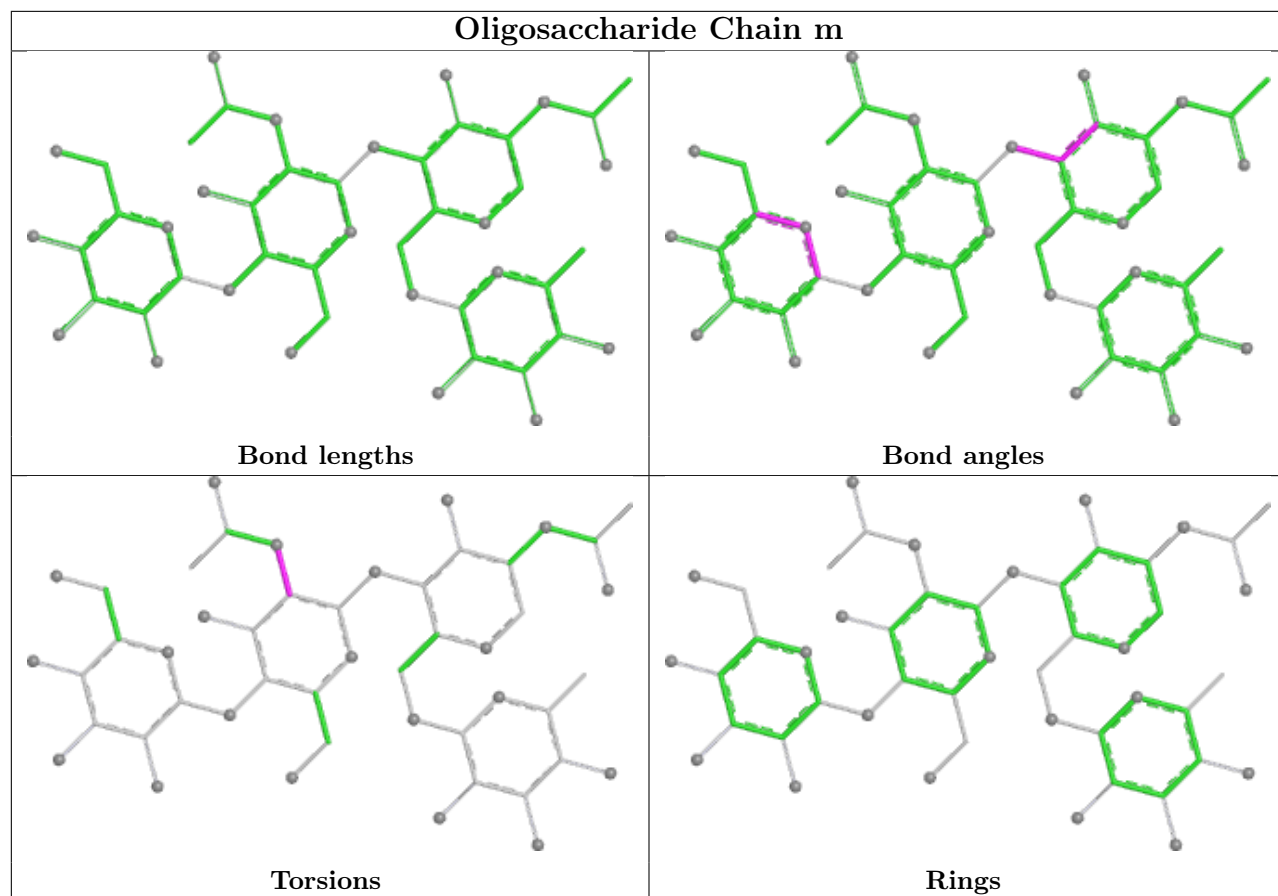 Oligosaccharide Chain m
Bond lengths
Bond angles
Torsions
Rings